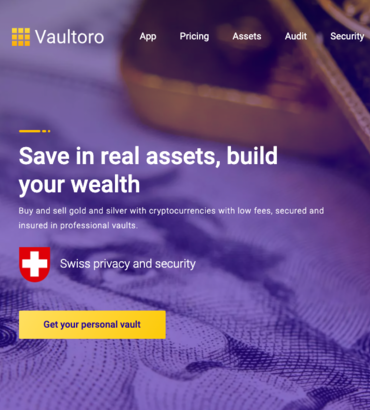 Vaultoro
App Pricing Assets Audit Security
Save in real assets, build
your wealth
Buy and sell gold and silver with cryptocurrencies with low fees, secured and
insured in professional vaults.
Swiss privacy and security
Get your personal vault